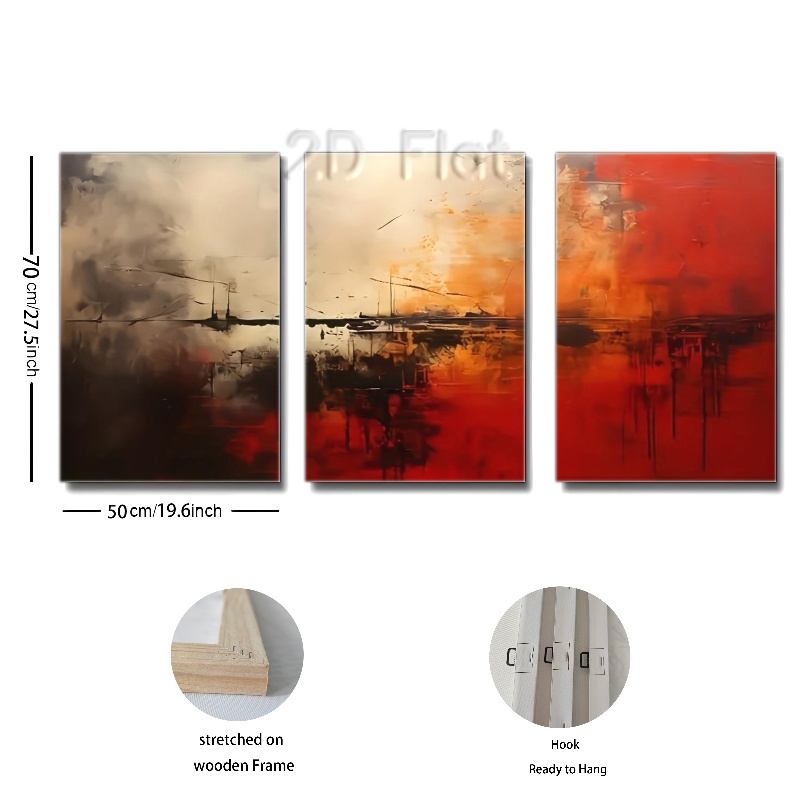 2D Flat
70 cm/27.5inch
50cm/19.6inch
stretched on
wooden Frame
Hook
Ready to Hang